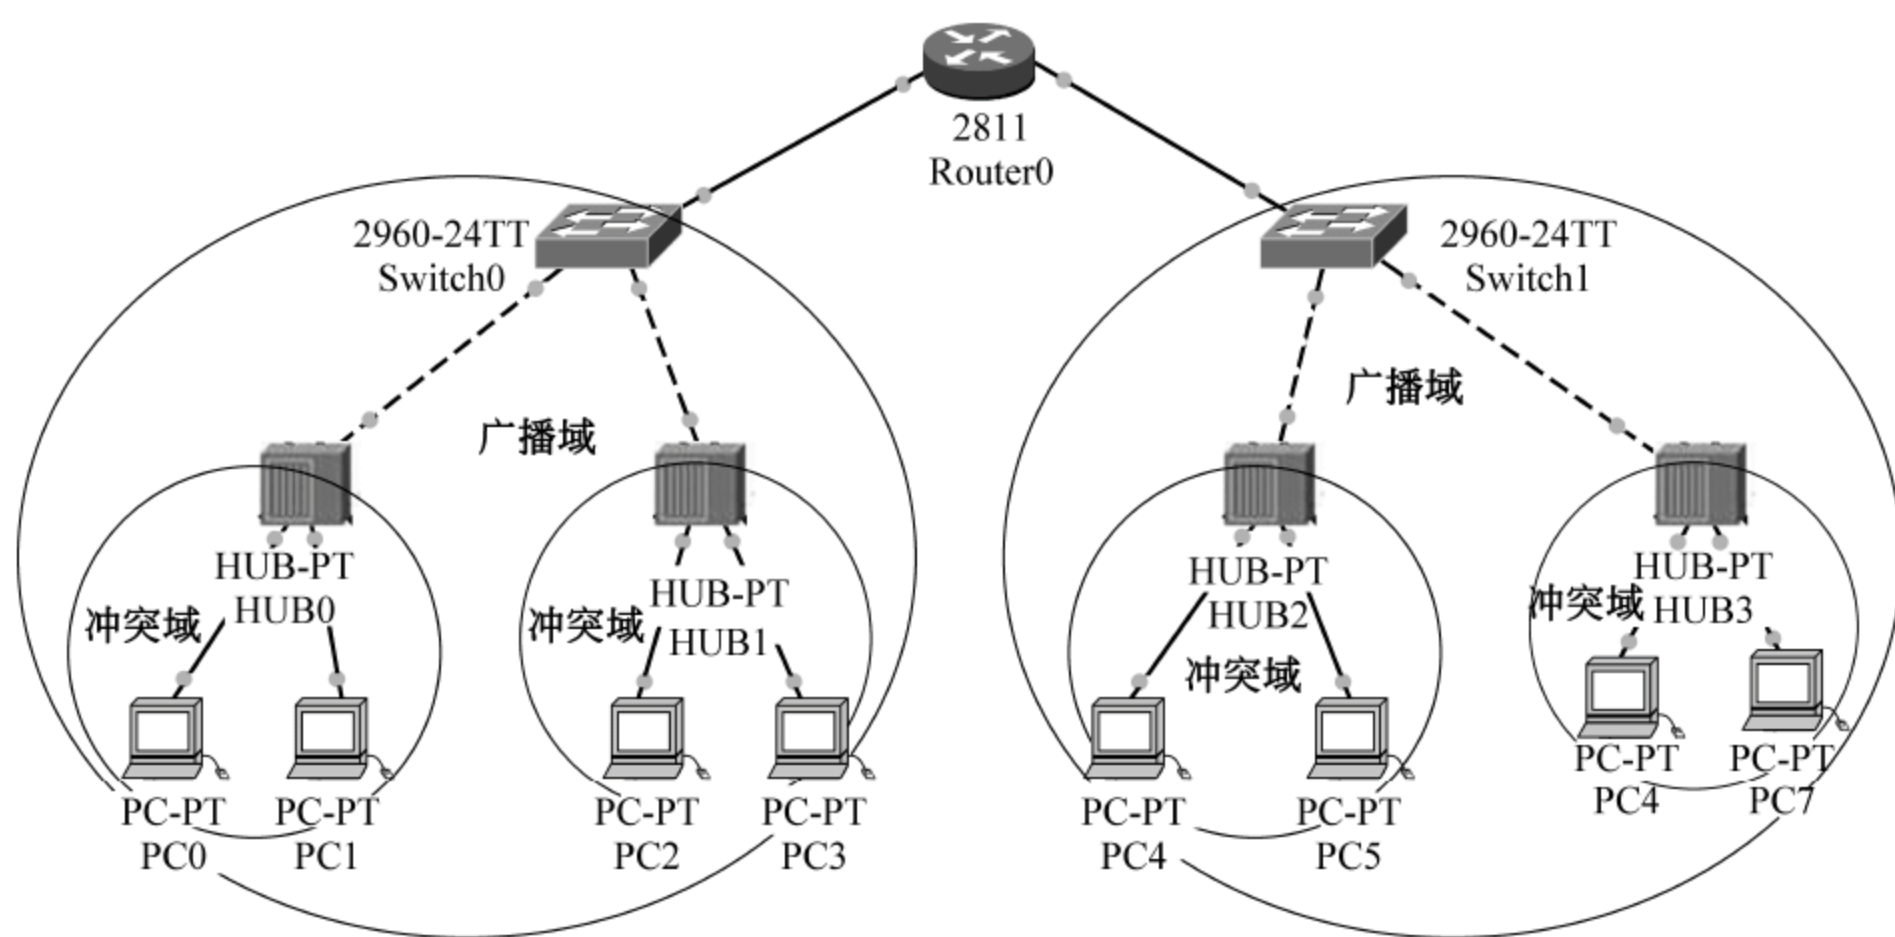 2811
Router0
2960-24TT
Switch0
2960-24TT
Switch1
广播域
广播域
HUB-PT
HUB0
冲突域
HUB-PT
HUB1
冲突域
HUB-PT
HUB2
冲突域
HUB-PT
HUB3
冲突域
PC-PT
PC0
PC-PT
PC1
PC-PT
PC2
PC-PT
PC3
PC-PT
PC4
PC-PT
PC5
PC-PT
PC4
PC-PT
PC7